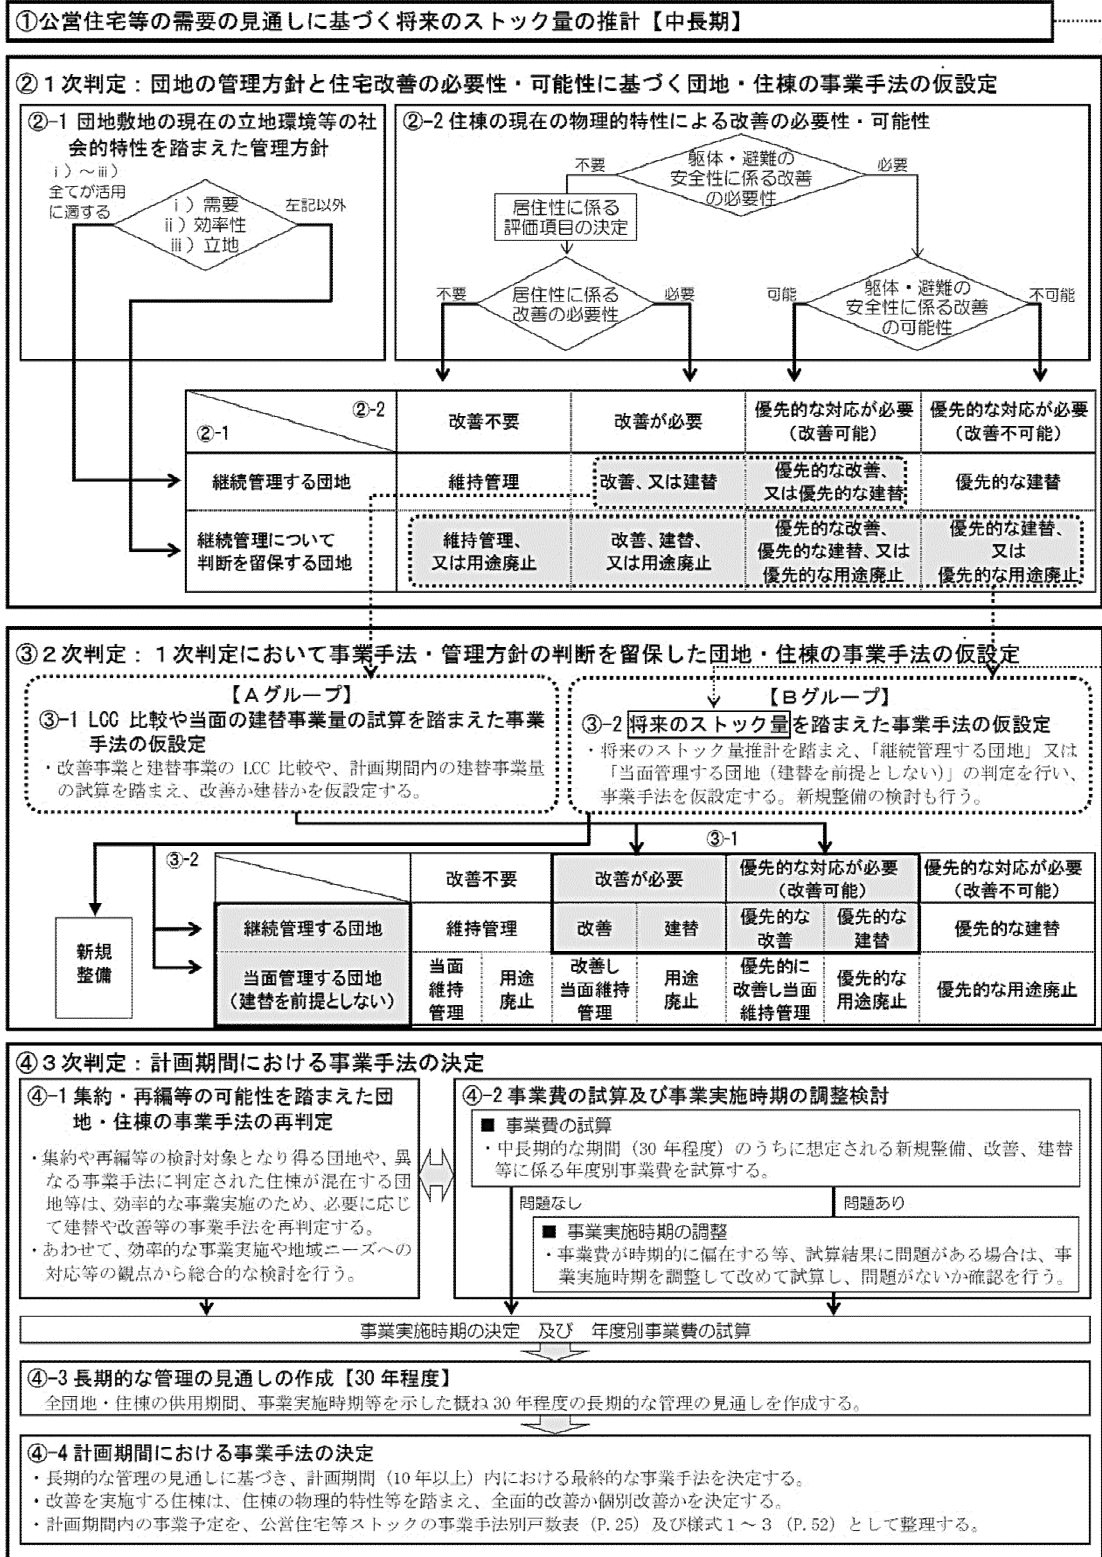 ①公営住宅等の需要の見通しに基づく将来のストック量の推計【中長期】
②１次判定：団地の管理方針と住宅改善の必要性・可能性に基づく団地・住棟の事業手法の仮設定
②-1 団地敷地の現在の立地環境等の社
会的特性を踏まえた管理方針
ⅰ）～ⅲ）
全てが活用
に適する
ⅰ）需要
ⅱ）効率性
ⅲ）立地
左記以外
②-2 住棟の現在の物理的特性による改善の必要性・可能性
不要
躯体・避難の
安全性に係る改善
の必要性
必要
居住性に係る
評価項目の決定
不要
居住性に係る
改善の必要性
必要
可能
躯体・避難の
安全性に係る改善
の可能性
不可能
②-2
②-1
改善不要
改善が必要
優先的な対応が必要
（改善可能）
優先的な対応が必要
（改善不可能）
継続管理する団地
維持管理
改善、又は建替
優先的な改善、
又は優先的な建替
優先的な建替
継続管理について
判断を留保する団地
維持管理、
又は用途廃止
改善、建替、
又は用途廃止
優先的な改善、
優先的な建替、又は
優先的な用途廃止
優先的な建替、
又は
優先的な用途廃止
③２次判定：１次判定において事業手法・管理方針の判断を留保した団地・住棟の事業手法の仮設定
【Aグループ】
③-1 LCC 比較や当面の建替事業量の試算を踏まえた事業
手法の仮設定
・改善事業と建替事業の LCC 比較や、計画期間内の建替事業量
の試算を踏まえ、改善か建替かを仮設定する。
【Bグループ】
③-2 将来のストック量を踏まえた事業手法の仮設定
・将来のストック量推計を踏まえ、「継続管理する団地」又は
「当面管理する団地（建替を前提としない）」の判定を行い、
事業手法を仮設定する。新規整備の検討も行う。
③-1
③-2
新規
整備
改善不要
改善が必要
優先的な対応が必要
（改善可能）
優先的な対応が必要
（改善不可能）
継続管理する団地
維持管理
改善
建替
優先的な
改善
優先的な
建替
優先的な建替
当面管理する団地
（建替を前提としない）
当面
維持
管理
用途
廃止
改善し
当面維持
管理
用途
廃止
優先的に
改善し当面
維持管理
優先的な
用途廃止
優先的な用途廃止
④３次判定：計画期間における事業手法の決定
④-1 集約・再編等の可能性を踏まえた団
地・住棟の事業手法の再判定
・集約や再編等の検討対象となり得る団地や、異
なる事業手法に判定された住棟が混在する団
地等は、効率的な事業実施のため、必要に応じ
て建替や改善等の事業手法を再判定する。
・あわせて、効率的な事業実施や地域ニーズへの
対応等の観点から総合的な検討を行う。
④-2 事業費の試算及び事業実施時期の調整検討
■ 事業費の試算
・中長期的な期間（30 年程度）のうちに想定される新規整備、改善、建替
等に係る年度別事業費を試算する。
問題なし
問題あり
■ 事業実施時期の調整
・事業費が時期的に偏在する等、試算結果に問題がある場合は、事
業実施時期を調整して改めて試算し、問題がないか確認を行う。
事業実施時期の決定　及び　年度別事業費の試算
④-3 長期的な管理の見通しの作成【30 年程度】
全団地・住棟の供用期間、事業実施時期等を示した概ね 30 年程度の長期的な管理の見通しを作成する。
④-4 計画期間における事業手法の決定
・長期的な管理の見通しに基づき、計画期間（10 年以上）内における最終的な事業手法を決定する。
・改善を実施する住棟は、住棟の物理的特性等を踏まえ、全面的改善か個別改善かを決定する。
・計画期間内の事業予定を、公営住宅等ストックの事業手法別戸数表（P.25）及び様式１～３（P.52）として整理する。